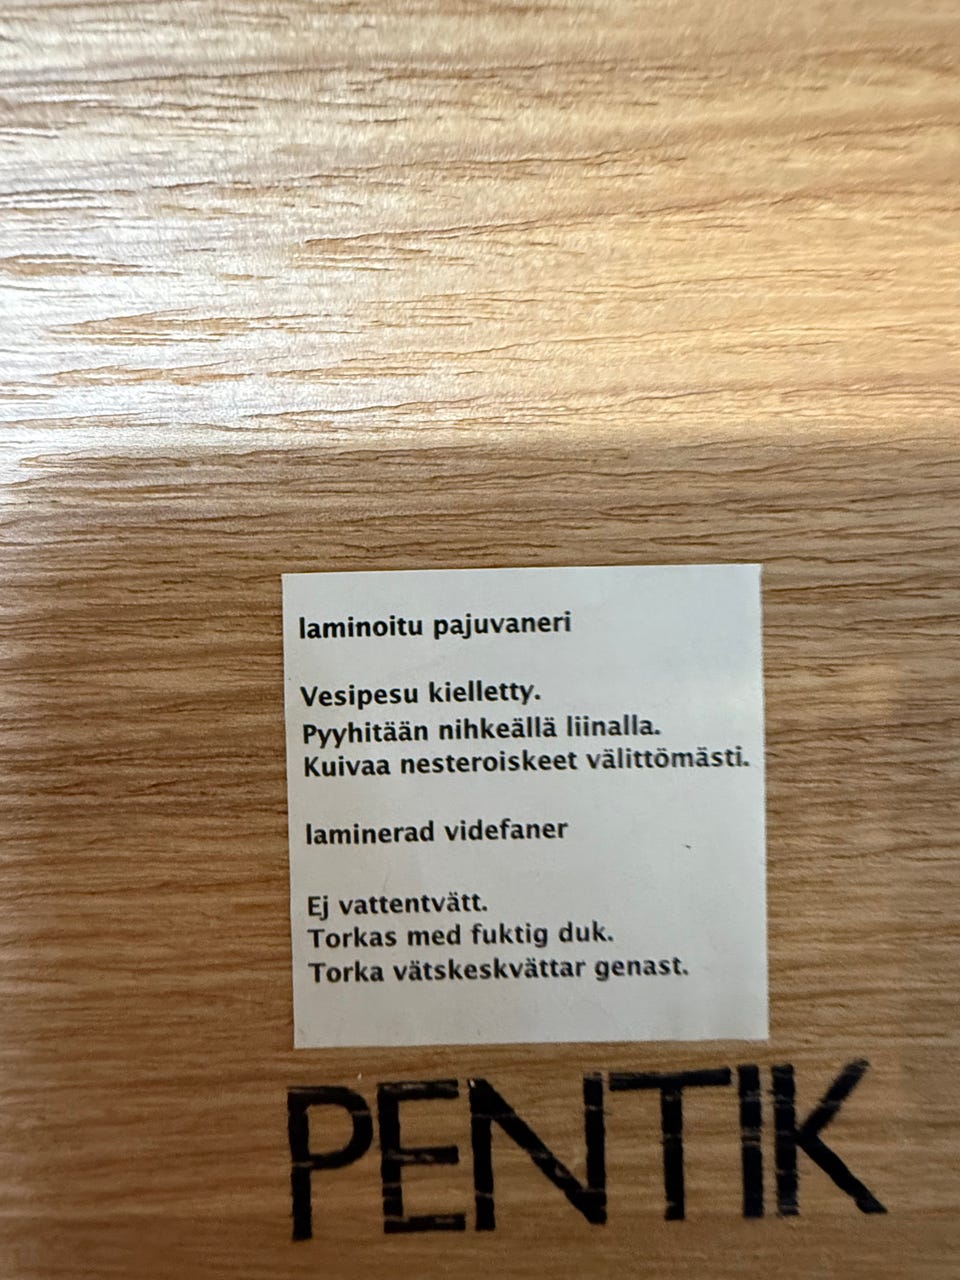 laminoitu pajuvaneri
Vesipesu kielletty.
Pyyhitään nihkeällä liinalla.
Kuivaa nesteroiskeet välittömästi.
laminerad videfaner
Ej vattentvätt.
Torkas med fuktig duk.
Torka vätskeskvättar genast.
PENTIK